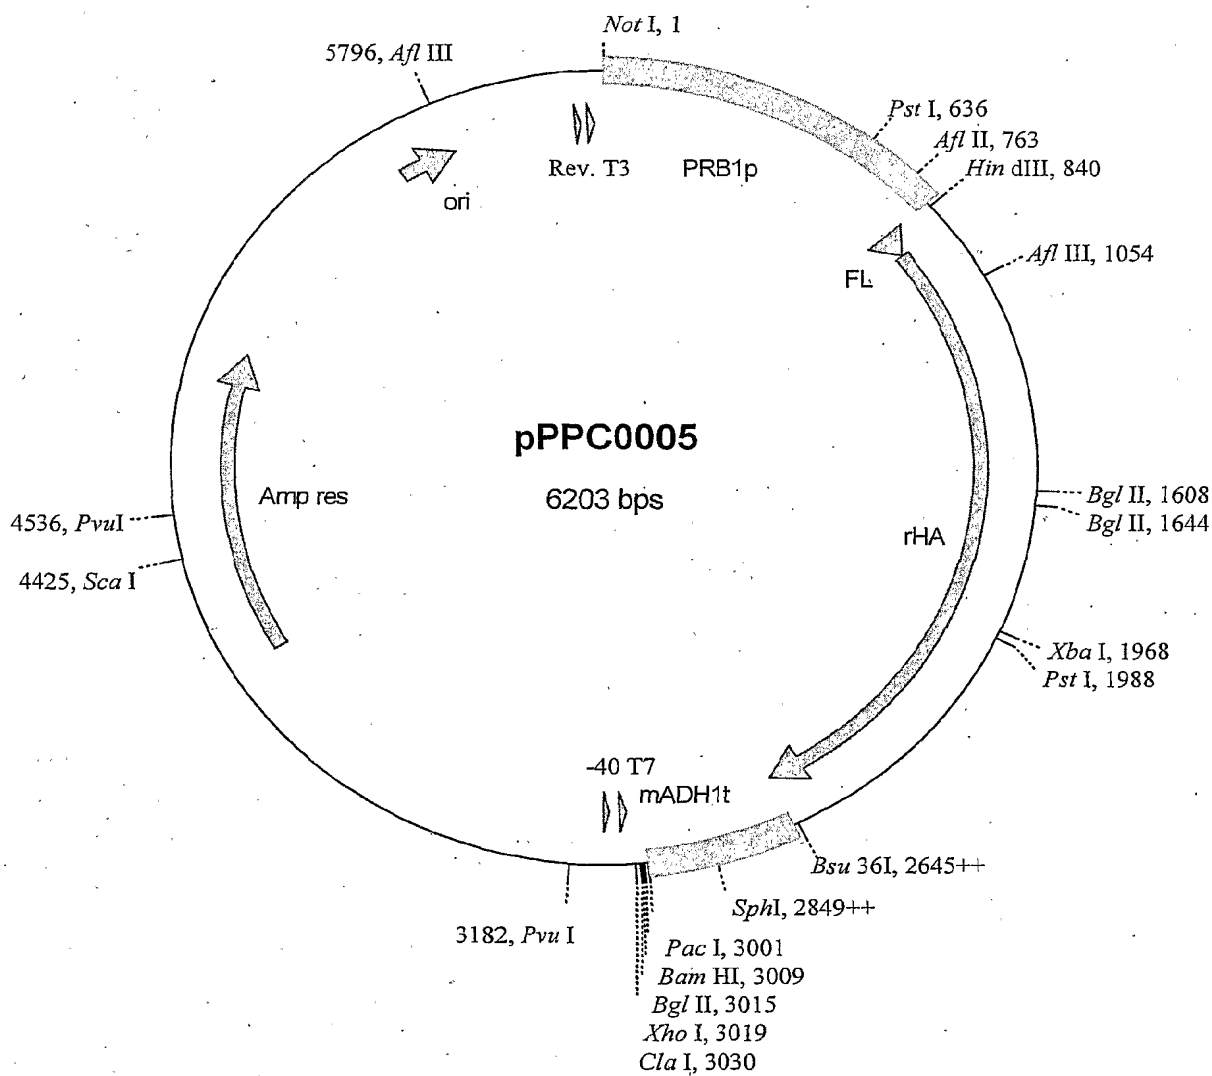 Not I, 1
5796, Afl III
Pst I, 636
Afl II, 763
Hin dIII, 840
Rev. T3
PRB1p
ori
Afl III, 1054
FL
pPPC0005
6203 bps
Amp res
Bgl II, 1608
Bgl II, 1644
4536, PvuI
rHA
4425, Sca I
Xba I, 1968
Pst I, 1988
-40 T7
mADH1t
Bsu 36I, 2645++
SphI, 2849++
3182, Pvu I
Pac I, 3001
Bam HI, 3009
Bgl II, 3015
Xho I, 3019
Cla I, 3030